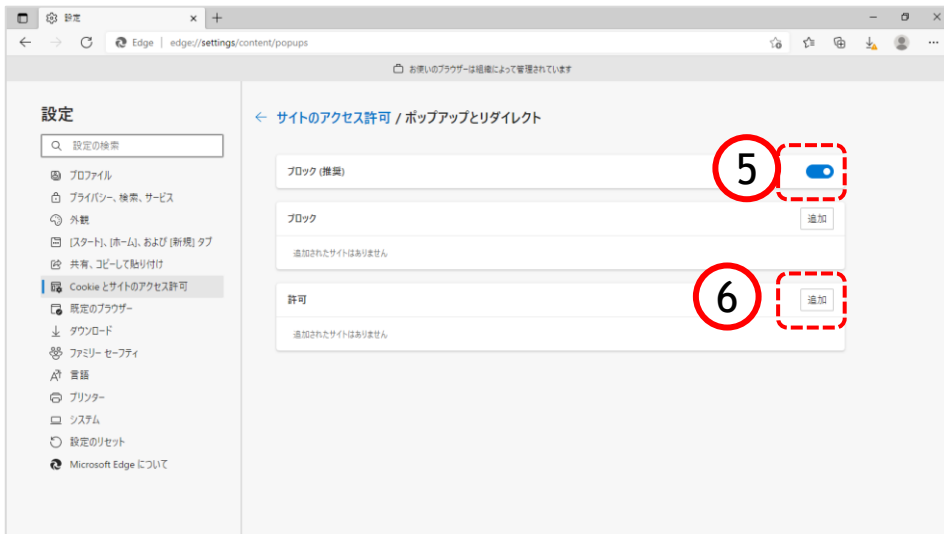 設定
Edge edge://settings/content/popups
お使いのブラウザーは組織によって管理されています
設定
設定の検索
プロファイル
プライバシー、検索、サービス
外観
[スタート]、[ホーム]、および [新規] タブ
共有、コピーして貼り付け
Cookie とサイトのアクセス許可
既定のブラウザー
ダウンロード
ファミリー セーフティ
言語
プリンター
システム
設定のリセット
Microsoft Edge について
サイトのアクセス許可 / ポップアップとリダイレクト
ブロック (推奨)
5
ブロック
追加
追加されたサイトはありません
許可
6
追加
追加されたサイトはありません